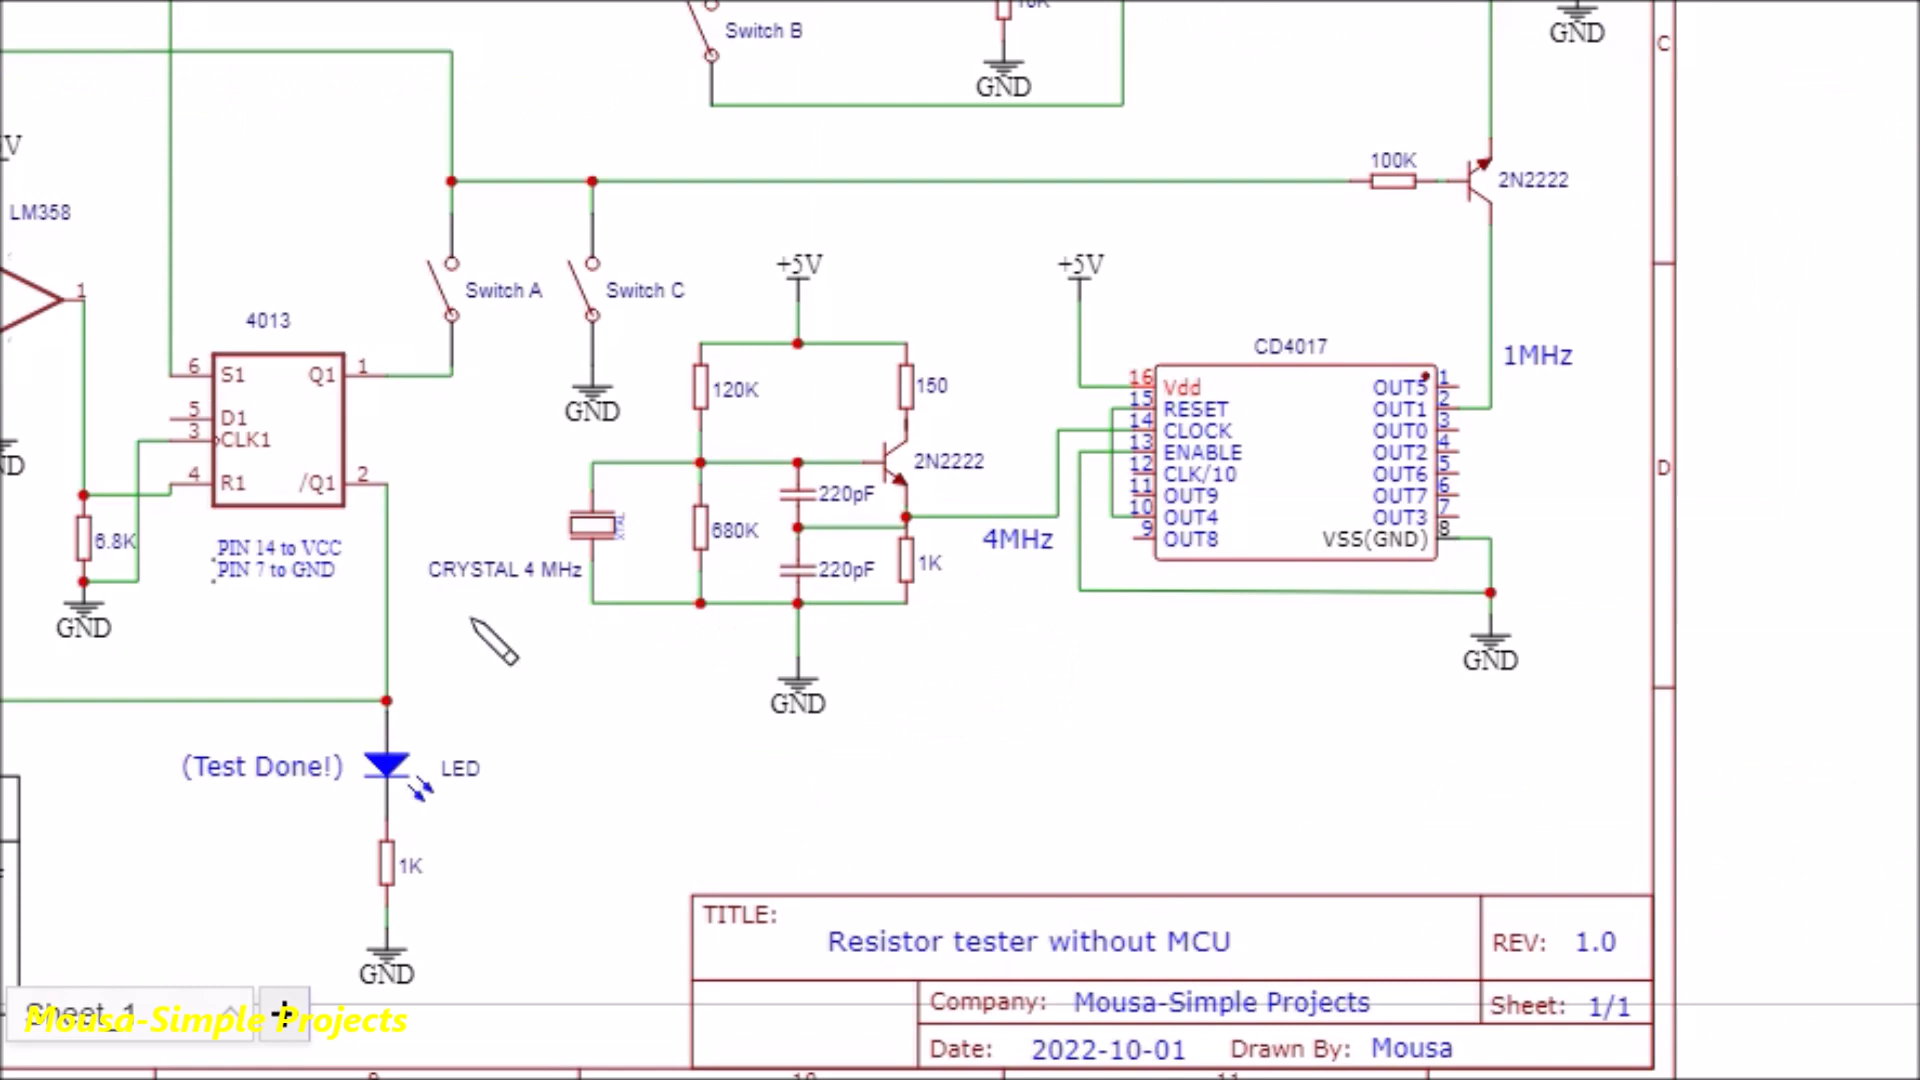 Switch B
GND
GND
C
100K
2N2222
LM358
1
Switch A
Switch C
+5V
+5V
4013
6
S1
Q1
1
5
D1
3
CLK1
4
R1
/Q1
2
6.8K
GND
PIN 14 to VCC
PIN 7 to GND
GND
120K
150
2N2222
220pF
680K
220pF
1K
XTAL
CRYSTAL 4 MHz
GND
4MHz
CD4017
1MHz
16 Vdd OUT5 1
15 RESET OUT1 2
14 CLOCK OUT0 3
13 ENABLE OUT2 4
12 CLK/10 OUT6 5
11 OUT9 OUT7 6
10 OUT4 OUT3 7
9 OUT8 VSS(GND) 8
GND
D
(Test Done!)
LED
1K
GND
TITLE:
Resistor tester without MCU
REV: 1.0
Company: Mousa-Simple Projects
Sheet: 1/1
Date: 2022-10-01 Drawn By: Mousa
Sheet_1
Mousa-Simple Projects